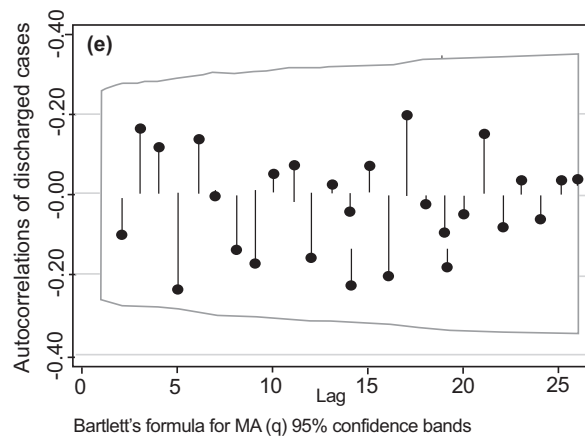 (e)
Autocorrelations of discharged cases
-0.40
-0.20
-0.00
-0.20
-0.40
0 5 10 15 20 25
Lag
Bartlett's formula for MA (q) 95% confidence bands